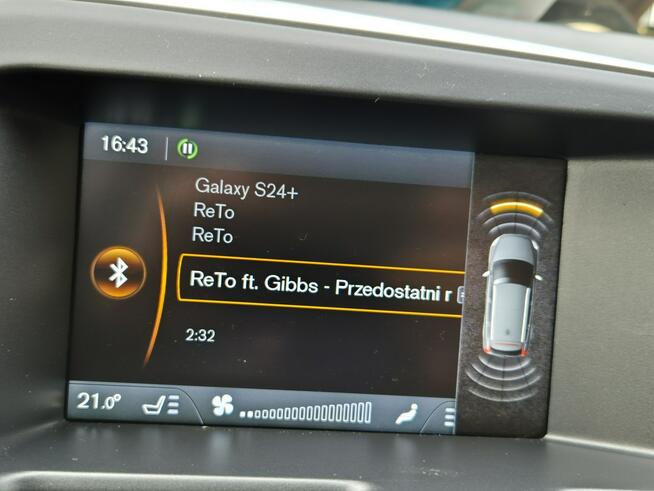 16:43
Galaxy S24+
ReTo
ReTo
ReTo ft. Gibbs - Przedostatni r
2:32
21.0°